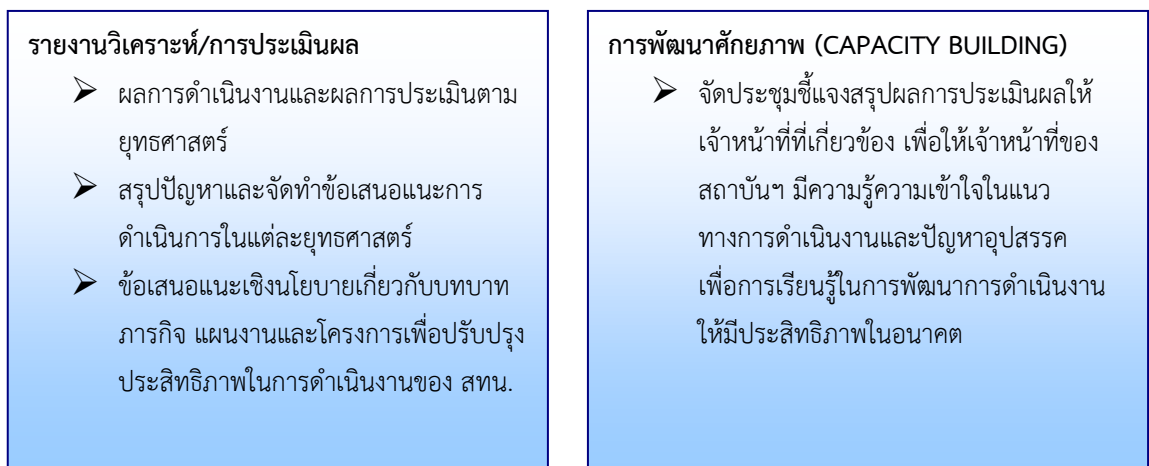 รายงานวิเคราะห์/การประเมินผล
➢ ผลการดำเนินงานและผลการประเมินตาม
ยุทธศาสตร์
➢ สรุปปัญหาและจัดทำข้อเสนอแนะการ
ดำเนินการในแต่ละยุทธศาสตร์
➢ ข้อเสนอแนะเชิงนโยบายเกี่ยวกับบทบาท
ภารกิจ แผนงานและโครงการเพื่อปรับปรุง
ประสิทธิภาพในการดำเนินงานของ สทน.
การพัฒนาศักยภาพ (CAPACITY BUILDING)
➢ จัดประชุมชี้แจงสรุปผลการประเมินผลให้
เจ้าหน้าที่ที่เกี่ยวข้อง เพื่อให้เจ้าหน้าที่ของ
สถาบันฯ มีความรู้ความเข้าใจในแนว
ทางการดำเนินงานและปัญหาอุปสรรค
เพื่อการเรียนรู้ในการพัฒนาการดำเนินงาน
ให้มีประสิทธิภาพในอนาคต